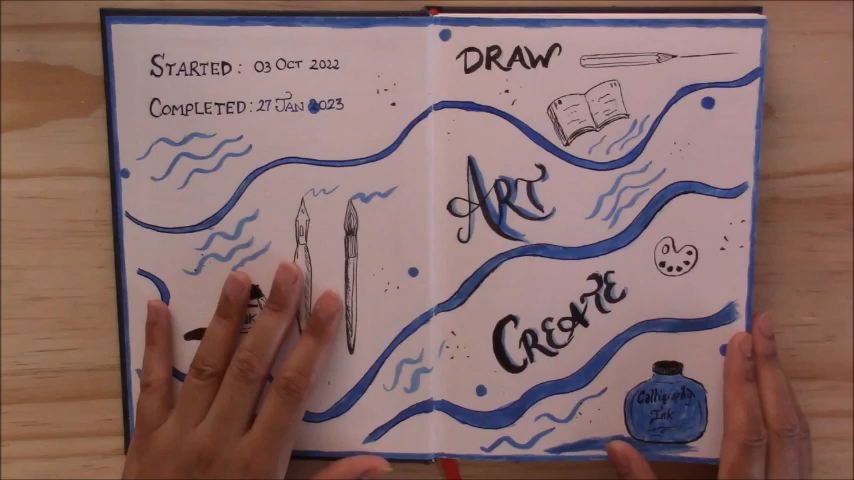 STARTED: 03 OCT 2022
COMPLETED: 27 JAN 2023
DRAW
ART
CREATE
Calligraphy
Ink